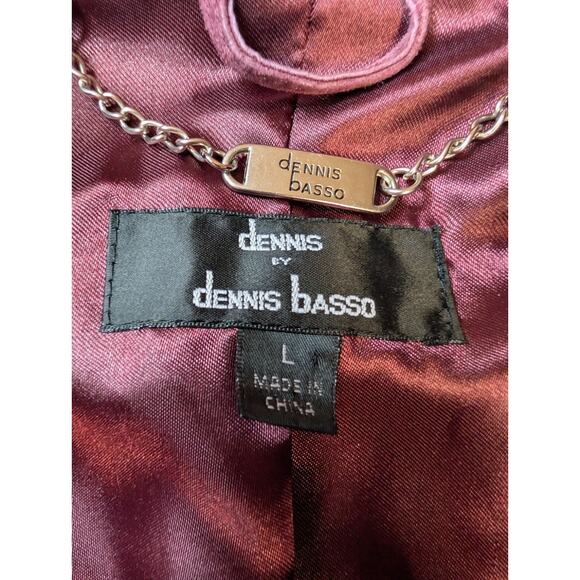 dENNIS
bASSO
dENNIS
BY
dENNIS bASSO
L
MADE IN
CHINA